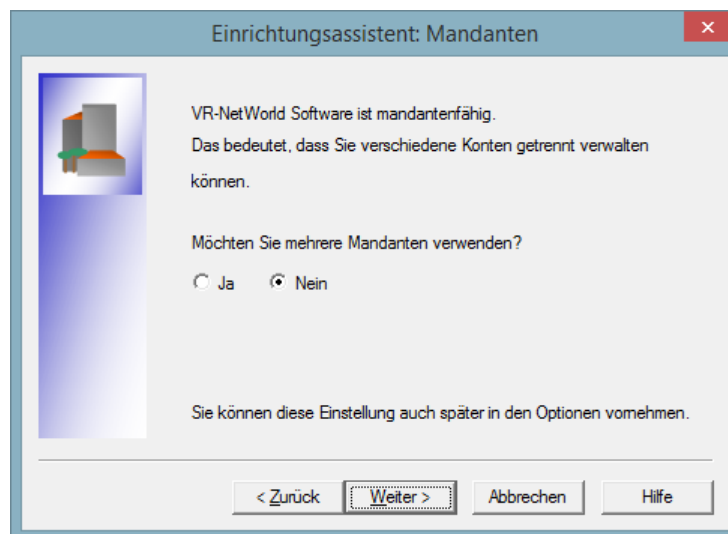 Einrichtungsassistent: Mandanten
VR-NetWorld Software ist mandantenfähig.
Das bedeutet, dass Sie verschiedene Konten getrennt verwalten
können.
Möchten Sie mehrere Mandanten verwenden?
Ja Nein
Sie können diese Einstellung auch später in den Optionen vornehmen.
< Zurück Weiter > Abbrechen Hilfe